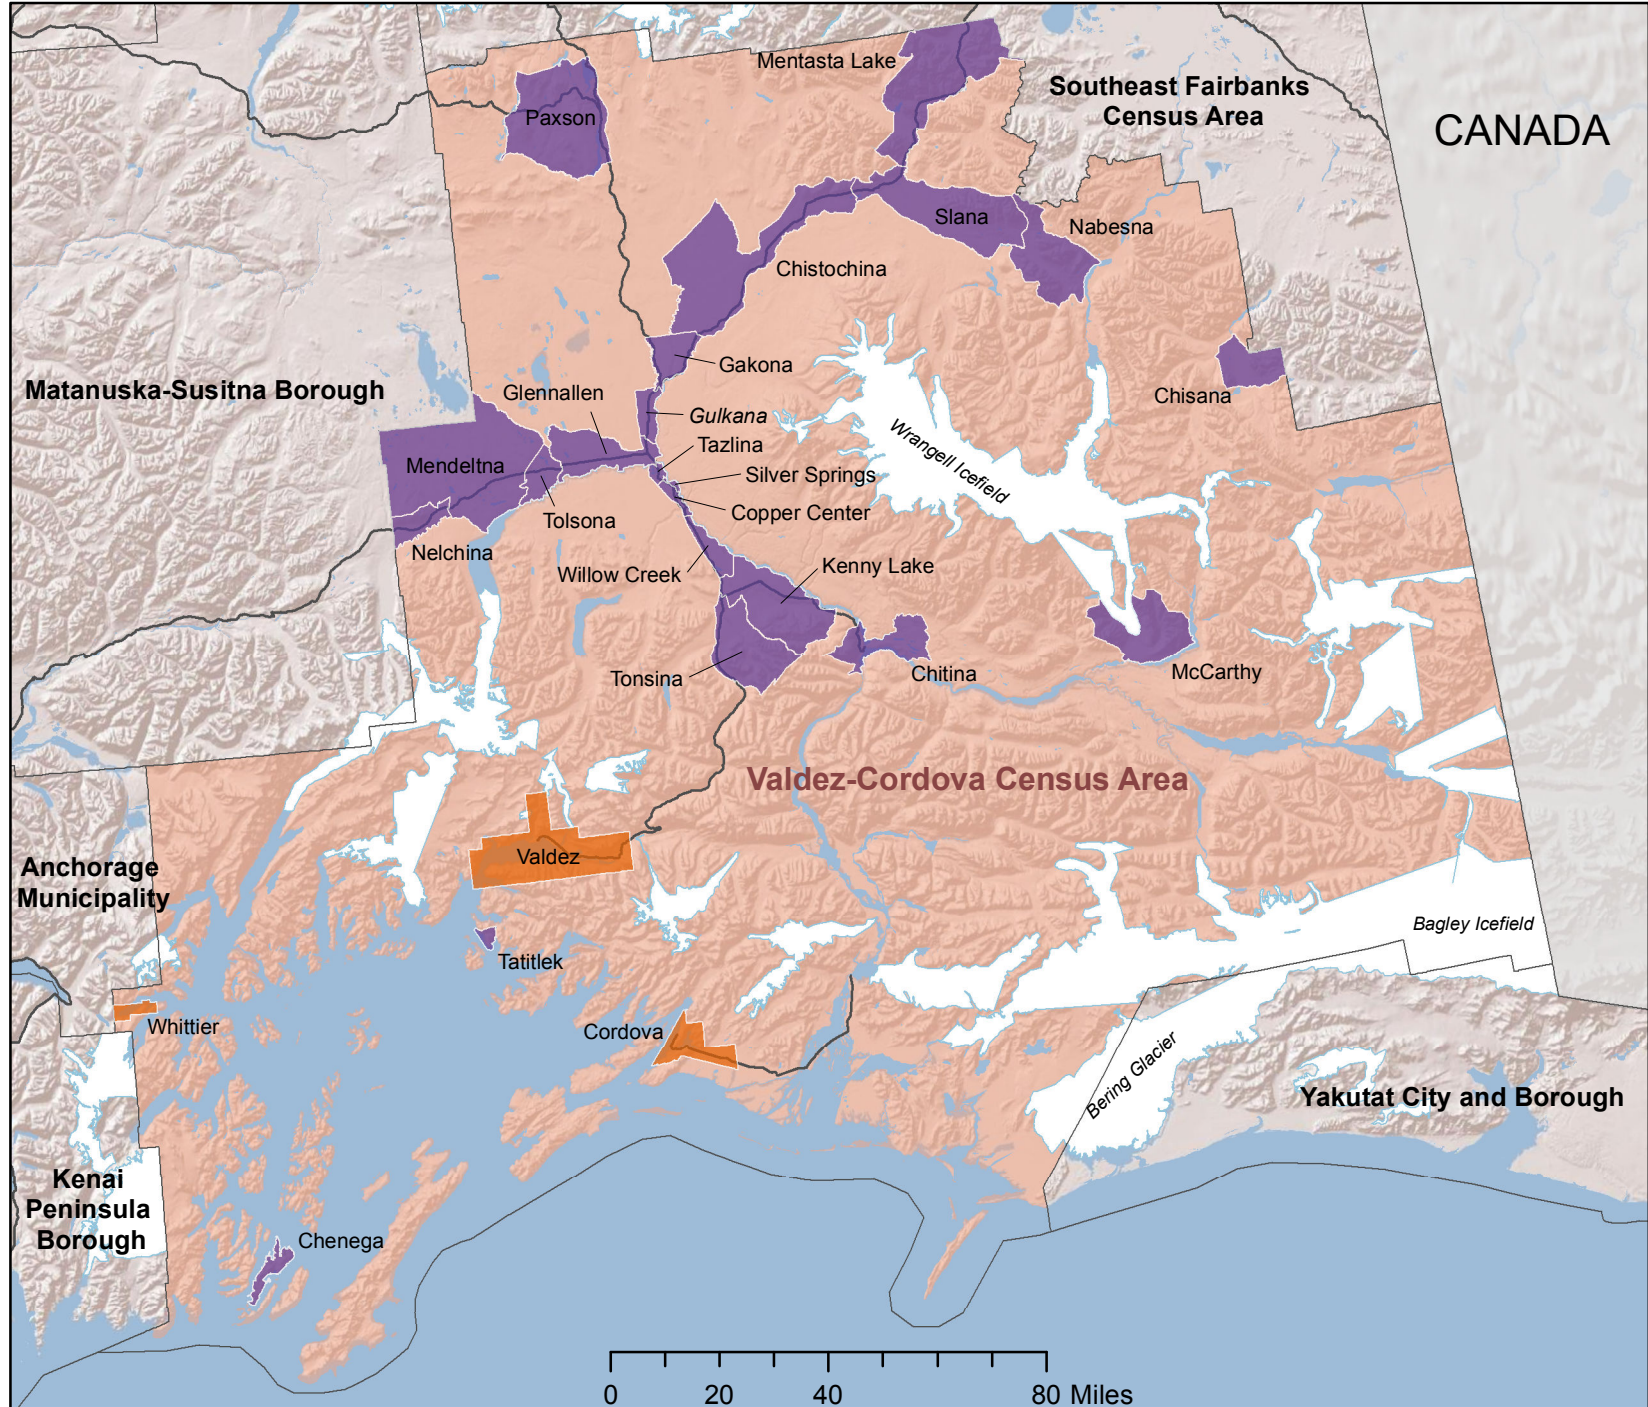 Mentasta Lake
Southeast Fairbanks
Census Area
CANADA
Paxson
Slana
Nabesna
Chistochina
Gakona
Matanuska-Susitna Borough
Glennallen
Chisana
Gulkana
Tazlina
Wrangell Icefield
Mendeltna
Silver Springs
Copper Center
Tolsona
Nelchina
Willow Creek
Kenny Lake
Tonsina
Chitina
McCarthy
Valdez-Cordova Census Area
Valdez
Anchorage
Municipality
Bagley Icefield
Tatitlek
Whittier
Cordova
Bering Glacier
Yakutat City and Borough
Kenai
Peninsula
Borough
Chenega
0 20 40 80 Miles